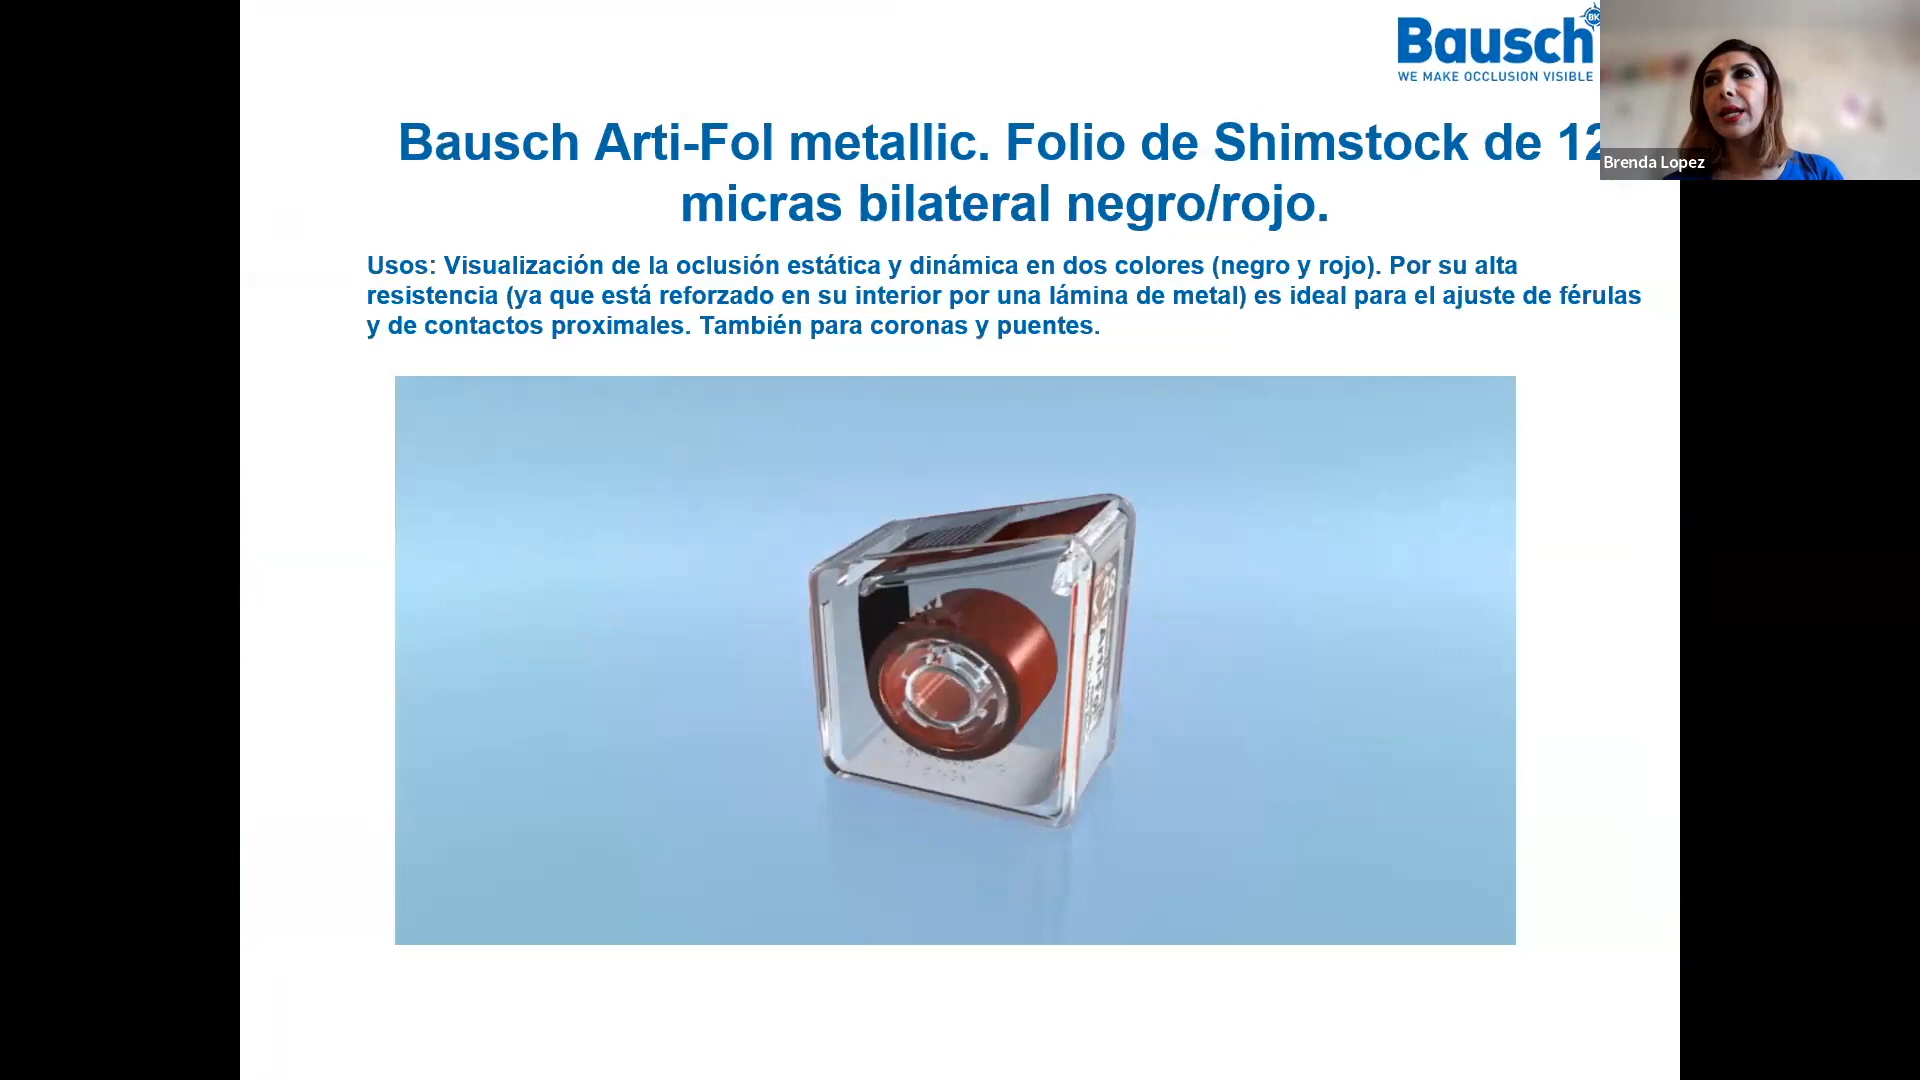 Bausch
BK
WE MAKE OCCLUSION VISIBLE
Brenda Lopez
Bausch Arti-Fol metallic. Folio de Shimstock de 12
micras bilateral negro/rojo.
Usos: Visualización de la oclusión estática y dinámica en dos colores (negro y rojo). Por su alta
resistencia (ya que está reforzado en su interior por una lámina de metal) es ideal para el ajuste de férulas
y de contactos proximales. También para coronas y puentes.